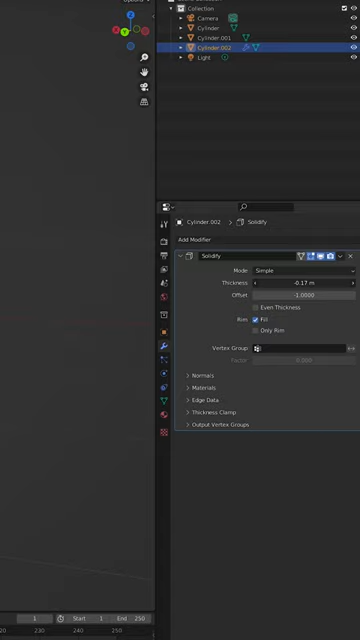 Collection
Camera
Cylinder
Cylinder.001
Cylinder.002
Light
Cylinder.002 > Solidify
Add Modifier
Solidify
Mode Simple
Thickness -0.17 m
Offset -1.0000
Even Thickness
Rim Fill
Only Rim
Vertex Group
Factor 0.000
Normals
Materials
Edge Data
Thickness Clamp
Output Vertex Groups
1 Start 1 End 250
220 230 240 250